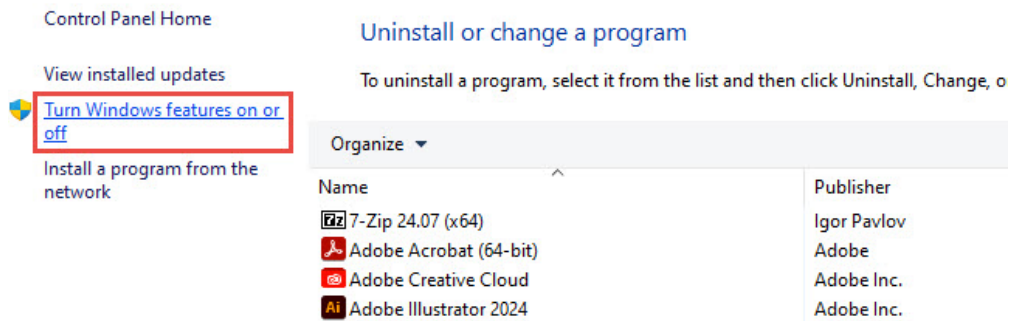 Control Panel Home
View installed updates
Turn Windows features on or
off
Install a program from the
network
Uninstall or change a program
To uninstall a program, select it from the list and then click Uninstall, Change, o
Organize
Name Publisher
7z 7-Zip 24.07 (x64) Igor Pavlov
Adobe Acrobat (64-bit) Adobe
Adobe Creative Cloud Adobe Inc.
Ai Adobe Illustrator 2024 Adobe Inc.